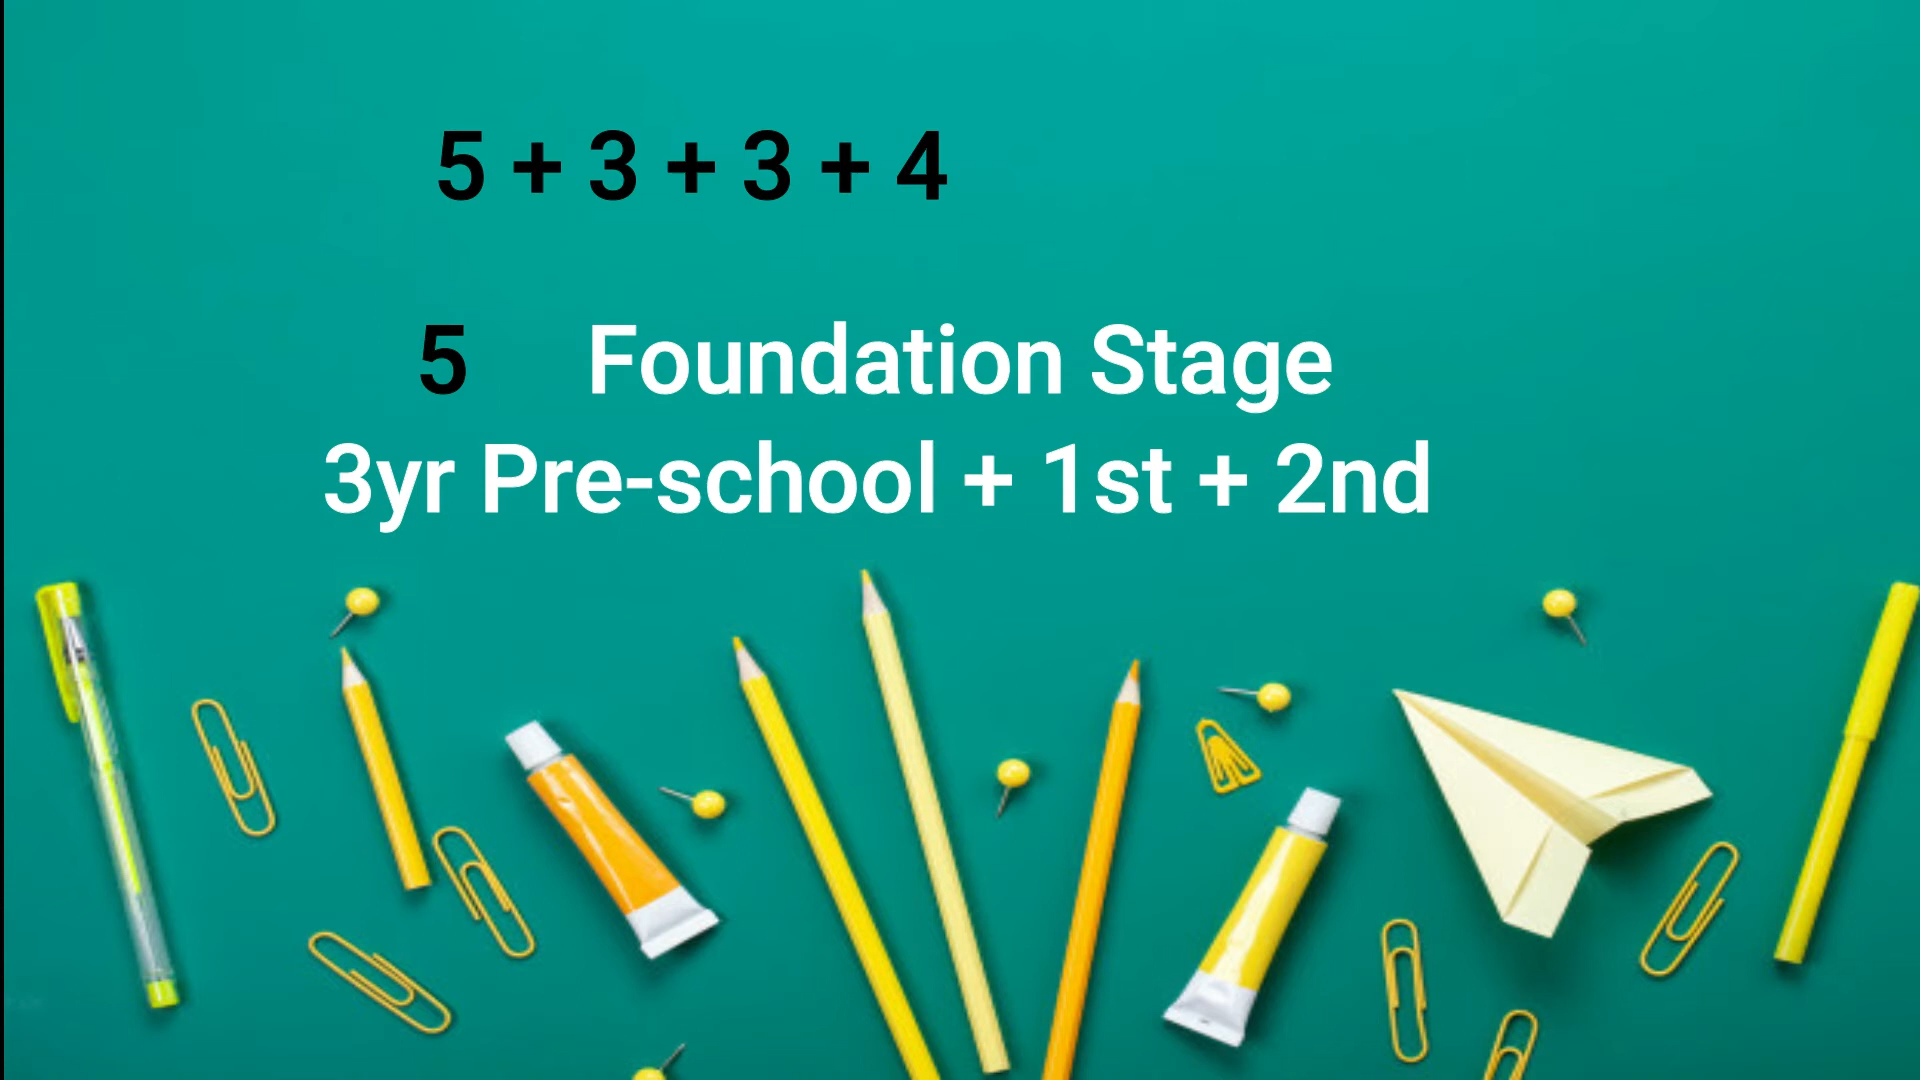 5 + 3 + 3 + 4
5 Foundation Stage
3yr Pre-school + 1st + 2nd